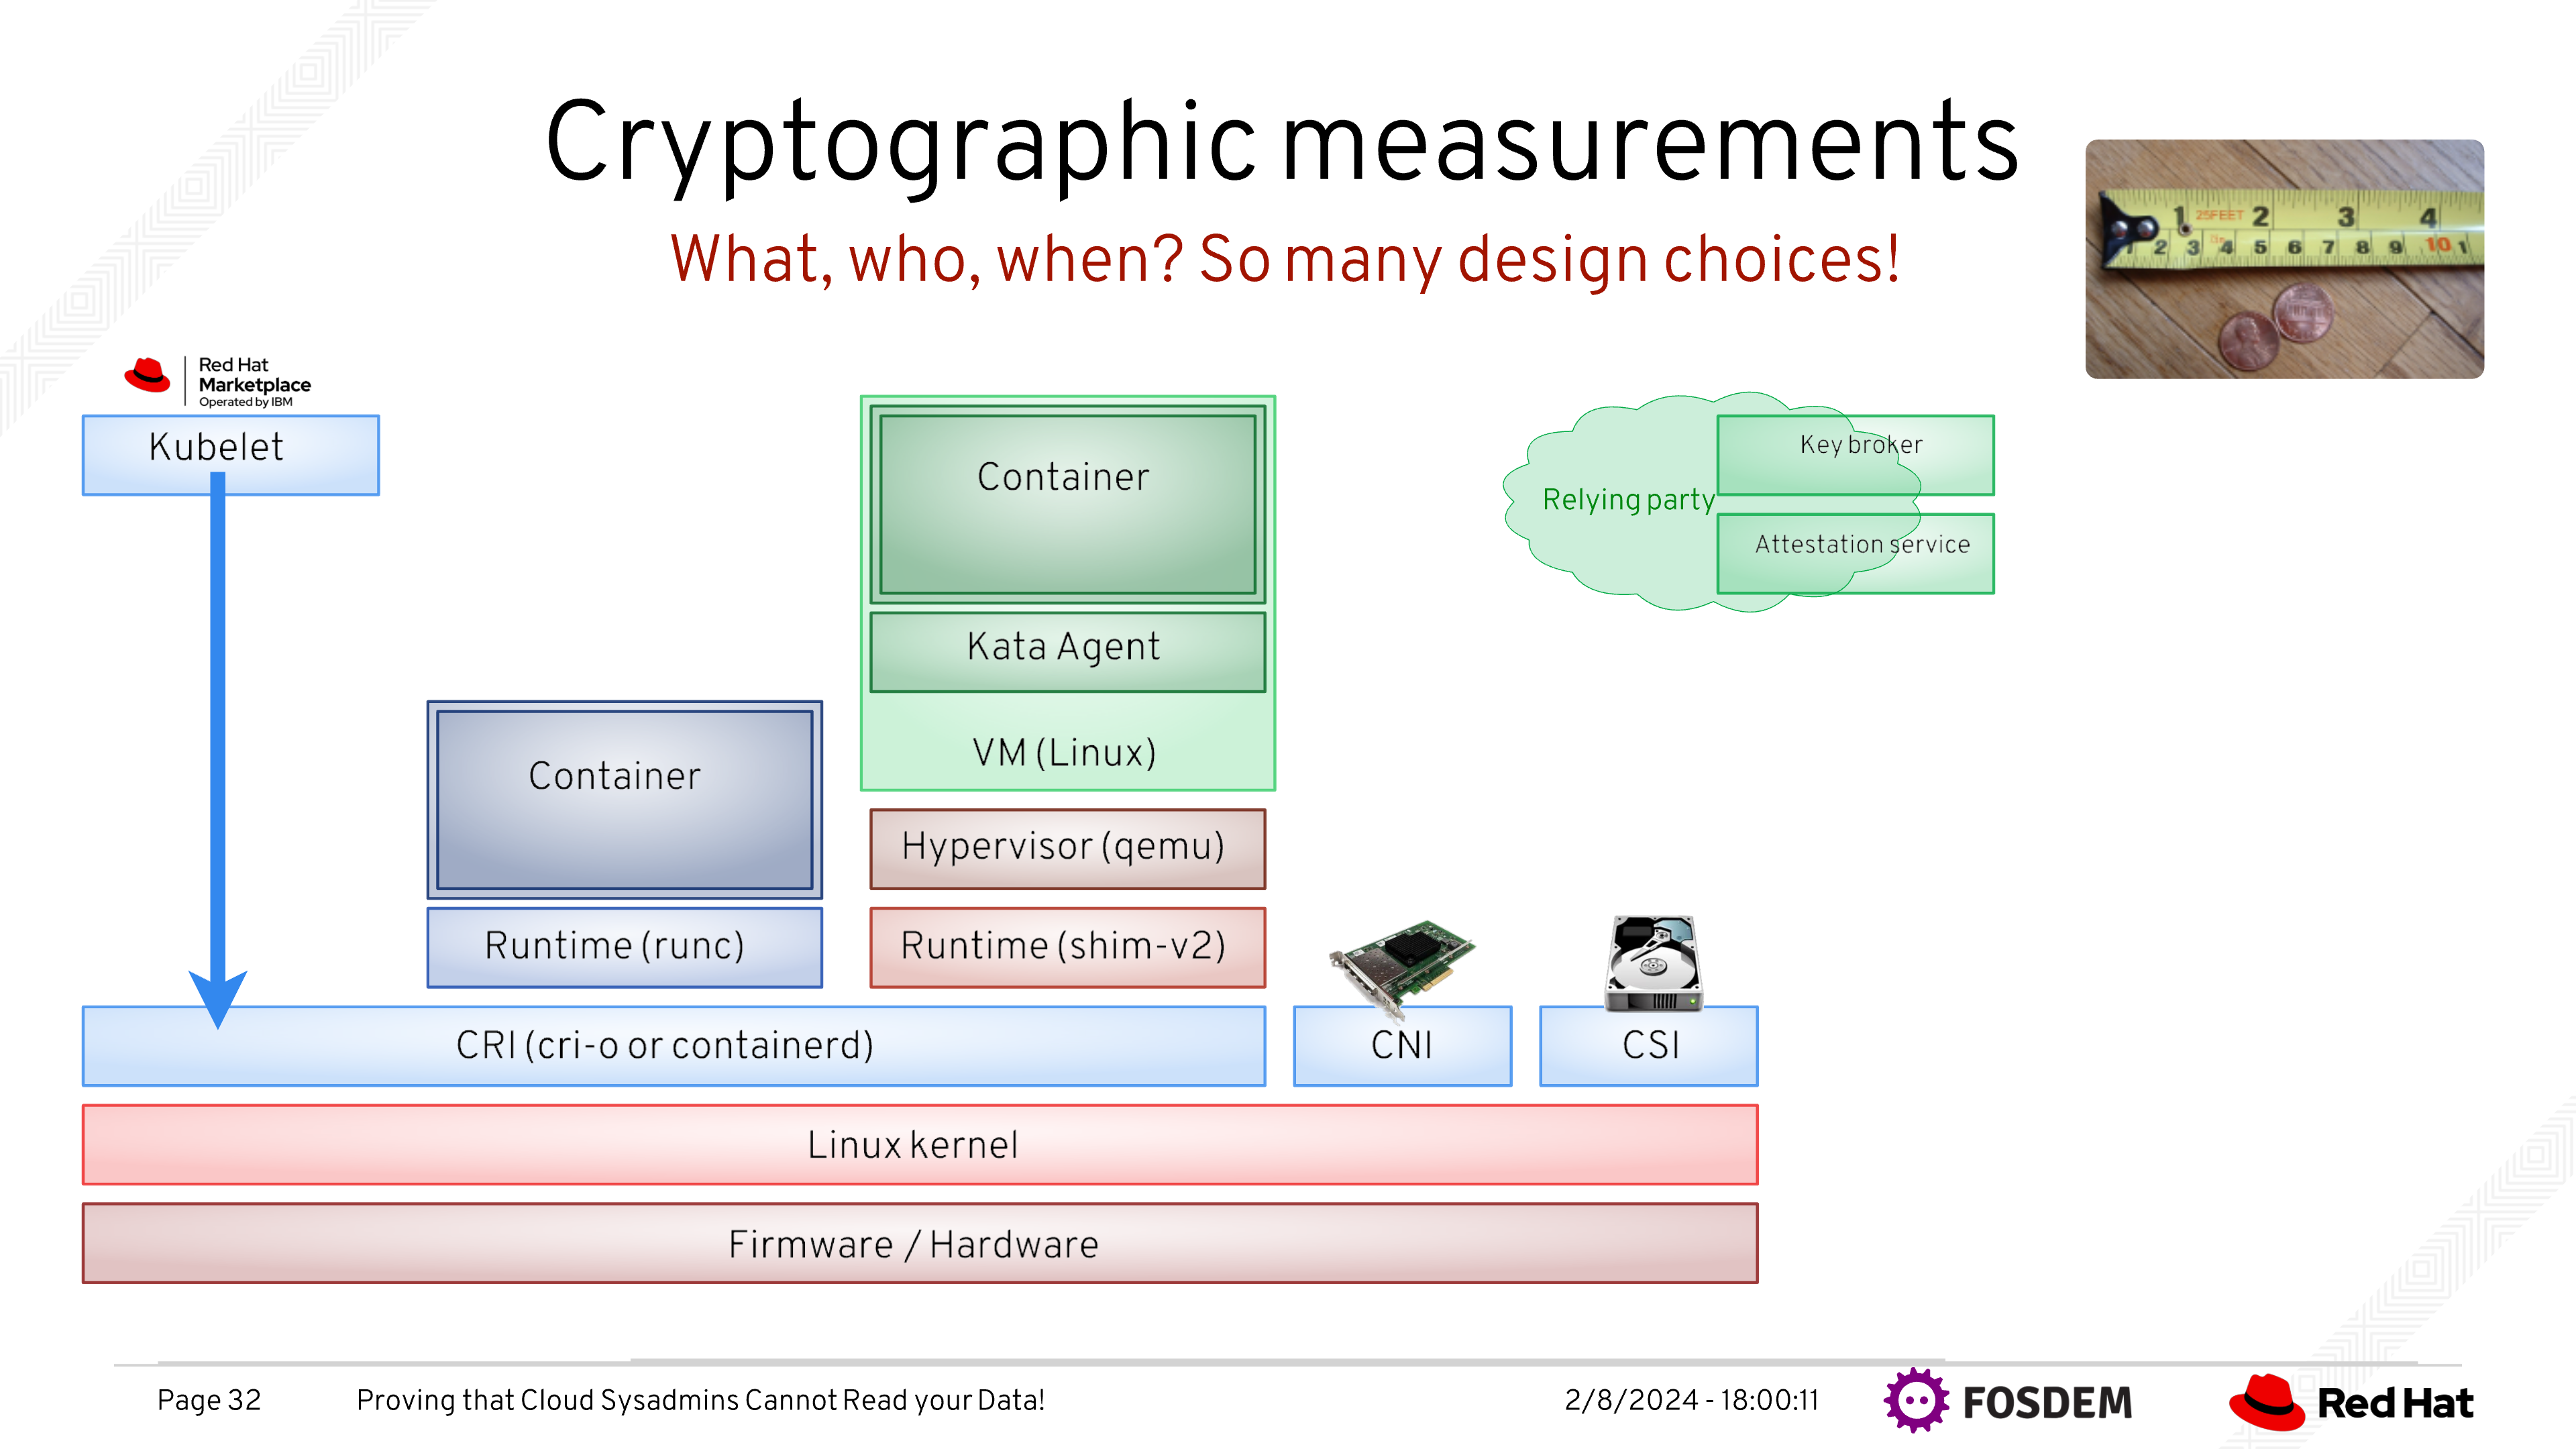 Cryptographic measurements
What, who, when? So many design choices!
1 25FEET 2 3 4
1 2 3 4 5 6 7 8 9 10 1
Red Hat
Marketplace
Operated by IBM
Kubelet
Container
Key broker
Relying party
Attestation service
Kata Agent
VM (Linux)
Container
Hypervisor (qemu)
Runtime (runc)
Runtime (shim-v2)
CRI (cri-o or containerd)
CNI
CSI
Linux kernel
Firmware / Hardware
Page 32
Proving that Cloud Sysadmins Cannot Read your Data!
2/8/2024 - 18:00:11
FOSDEM
Red Hat